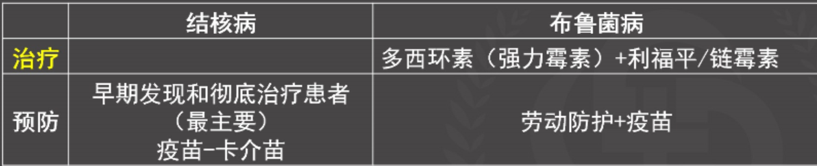 结核病 布鲁菌病
治疗 多西环素（强力霉素）+利福平/链霉素
早期发现和彻底治疗患者
预防 （最主要） 劳动防护+疫苗
疫苗-卡介苗